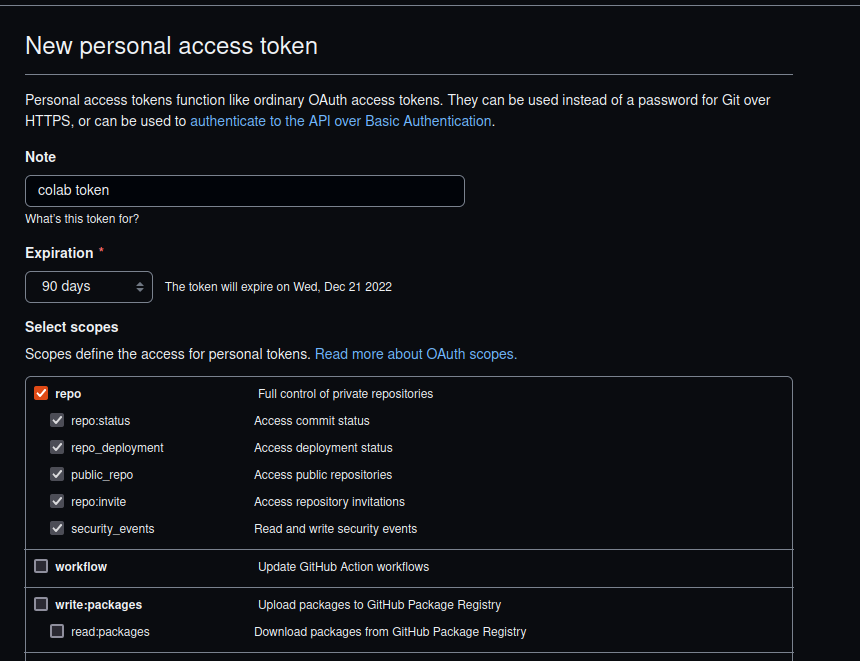 New personal access token
Personal access tokens function like ordinary OAuth access tokens. They can be used instead of a password for Git over
HTTPS, or can be used to authenticate to the API over Basic Authentication.
Note
colab token
What's this token for?
Expiration *
90 days The token will expire on Wed, Dec 21 2022
Select scopes
Scopes define the access for personal tokens. Read more about OAuth scopes.
repo Full control of private repositories
repo:status Access commit status
repo_deployment Access deployment status
public_repo Access public repositories
repo:invite Access repository invitations
security_events Read and write security events
workflow Update GitHub Action workflows
write:packages Upload packages to GitHub Package Registry
read:packages Download packages from GitHub Package Registry